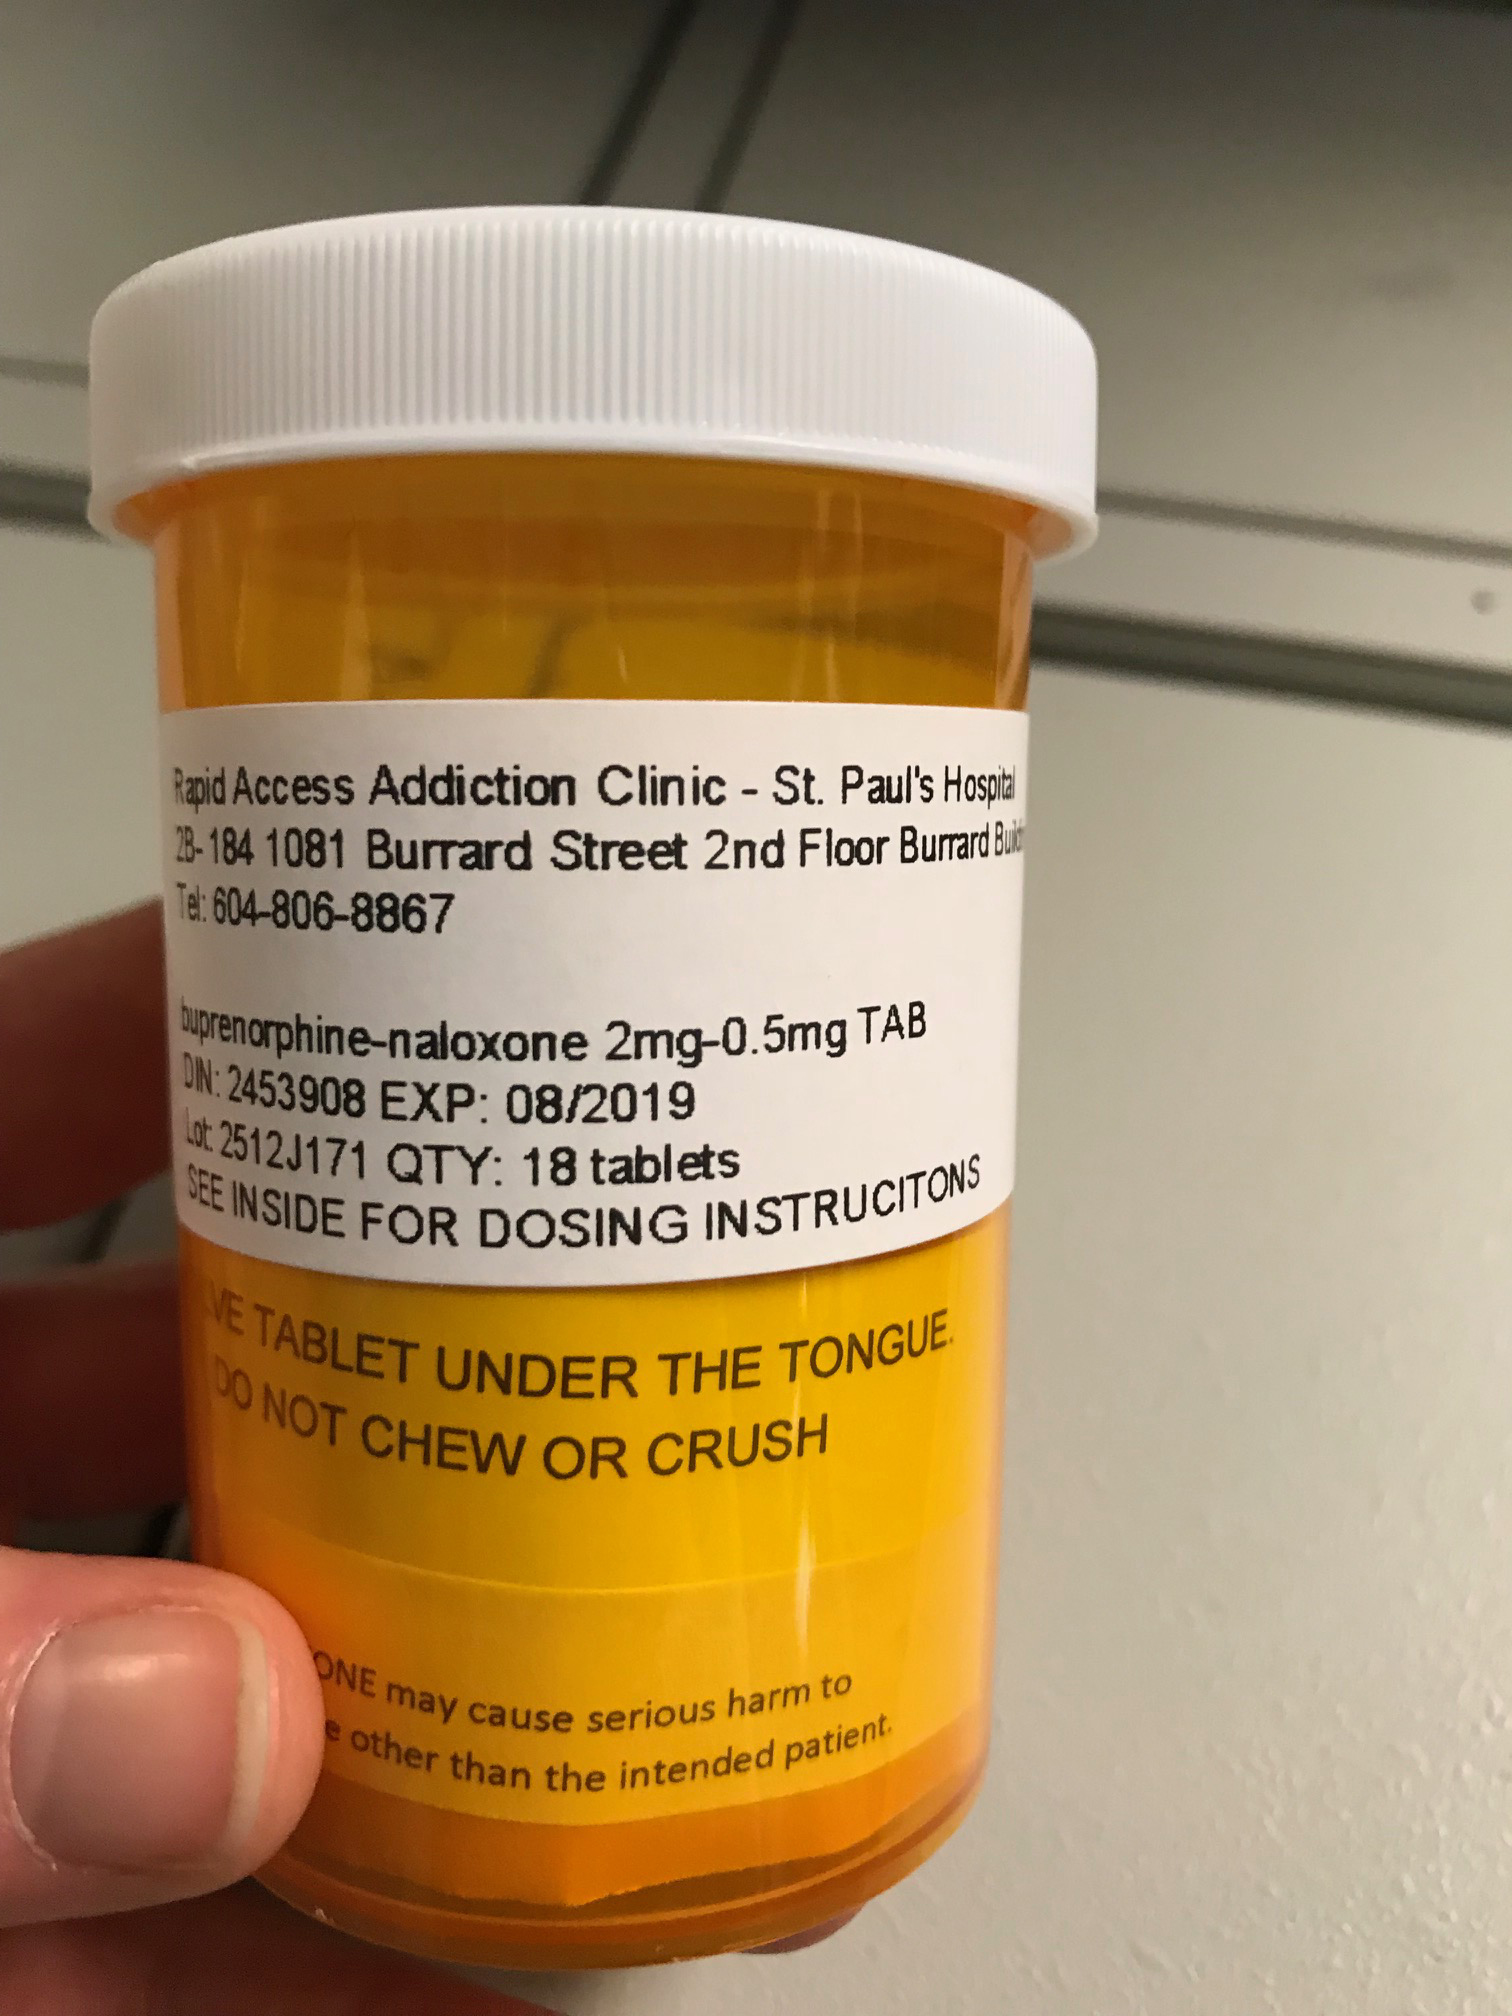 Rapid Access Addiction Clinic - St. Paul's Hospital
2B-184 1081 Burrard Street 2nd Floor Burrard
Tel: 604-806-8867
buprenorphine-naloxone 2mg-0.5mg TAB
DIN: 2453908 EXP: 08/2019
Lot: 2512J171 QTY: 18 tablets
SEE INSIDE FOR DOSING INSTRUCITONS
VE TABLET UNDER THE TONGUE.
DO NOT CHEW OR CRUSH
ONE may cause serious harm to
e other than the intended patient.